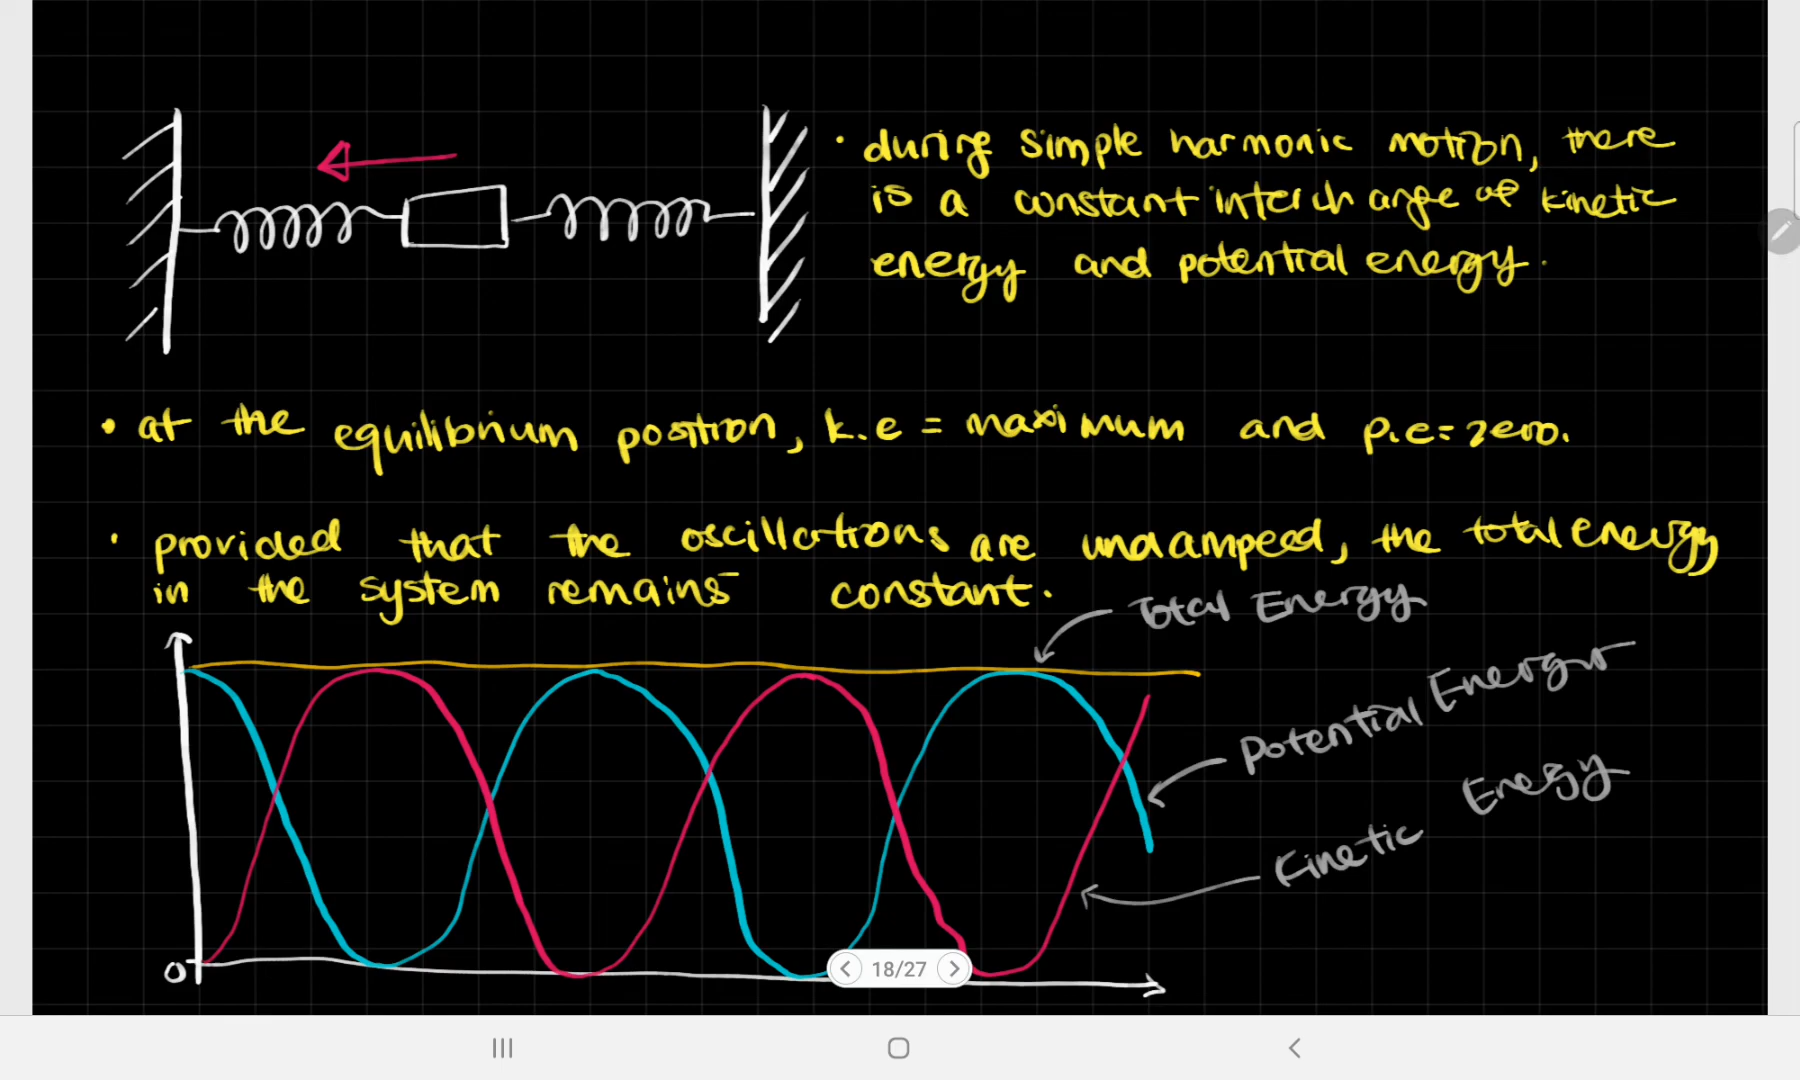 • during simple harmonic motion, there
is a constant interchange of kinetic
energy and potential energy.
• at the equilibrium position, k.e = maximum and p.e = zero.
• provided that the oscillations are undamped, the total energy
in the system remains constant.
Total Energy
Potential Energy
Kinetic Energy
0
18/27